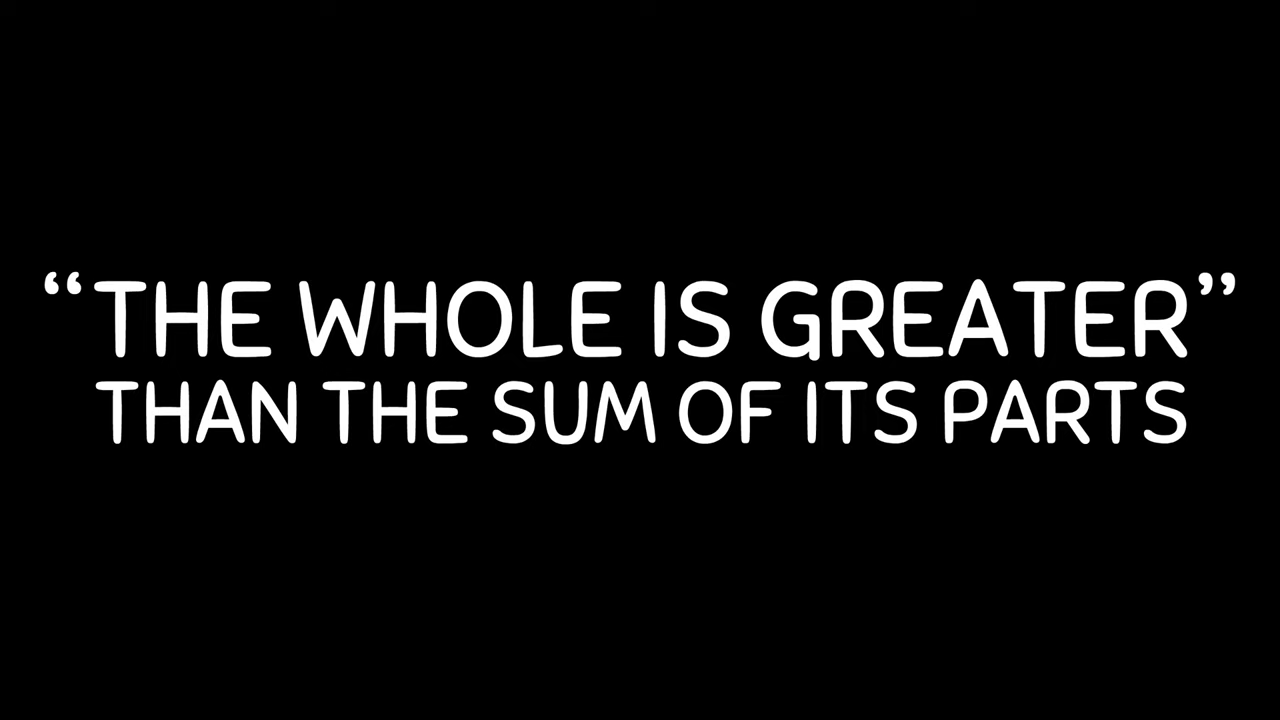 “THE WHOLE IS GREATER”
THAN THE SUM OF ITS PARTS